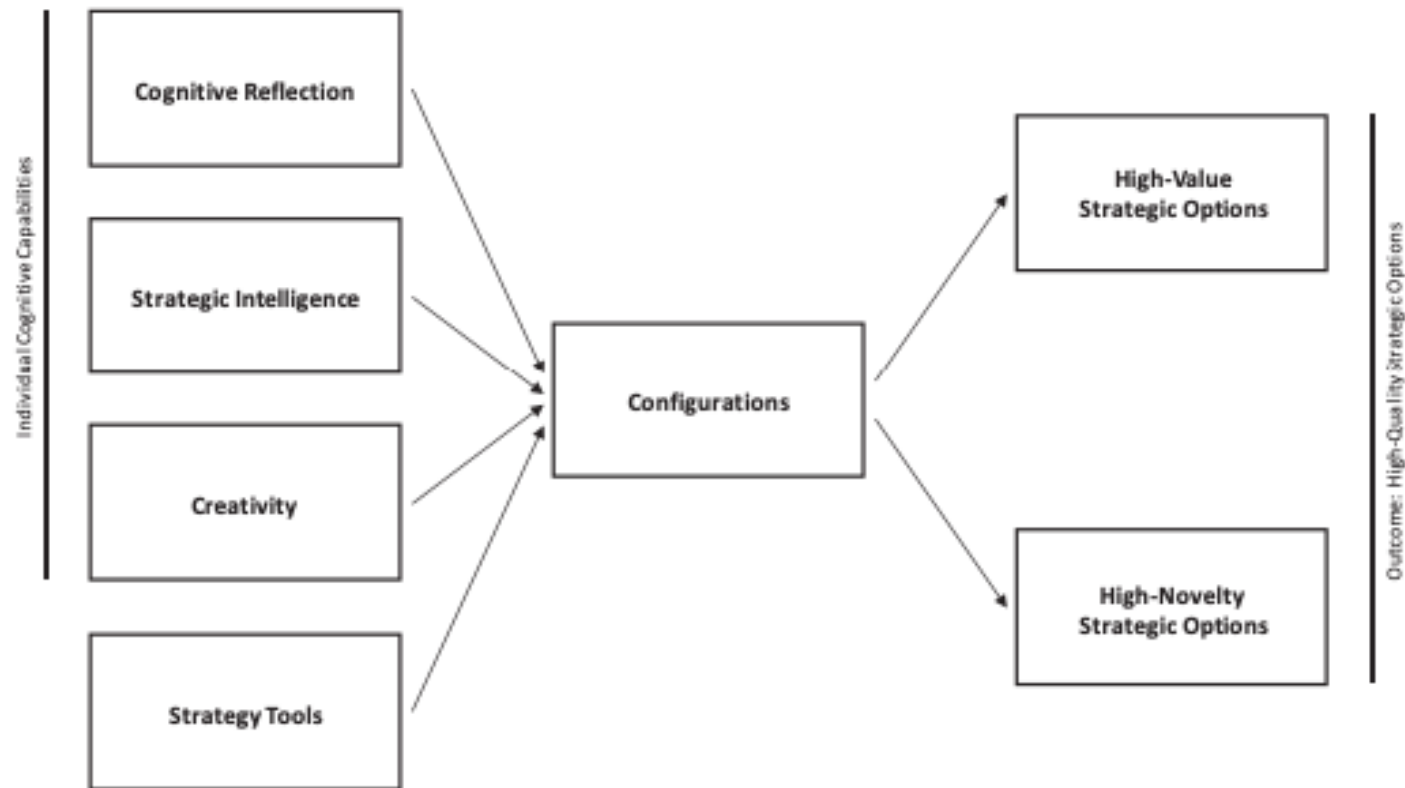 Individual Cognitive Capabilities
Cognitive Reflection
Strategic Intelligence
Creativity
Strategy Tools
Configurations
High-Value
Strategic Options
High-Novelty
Strategic Options
Outcome: High-Quality Strategic Options